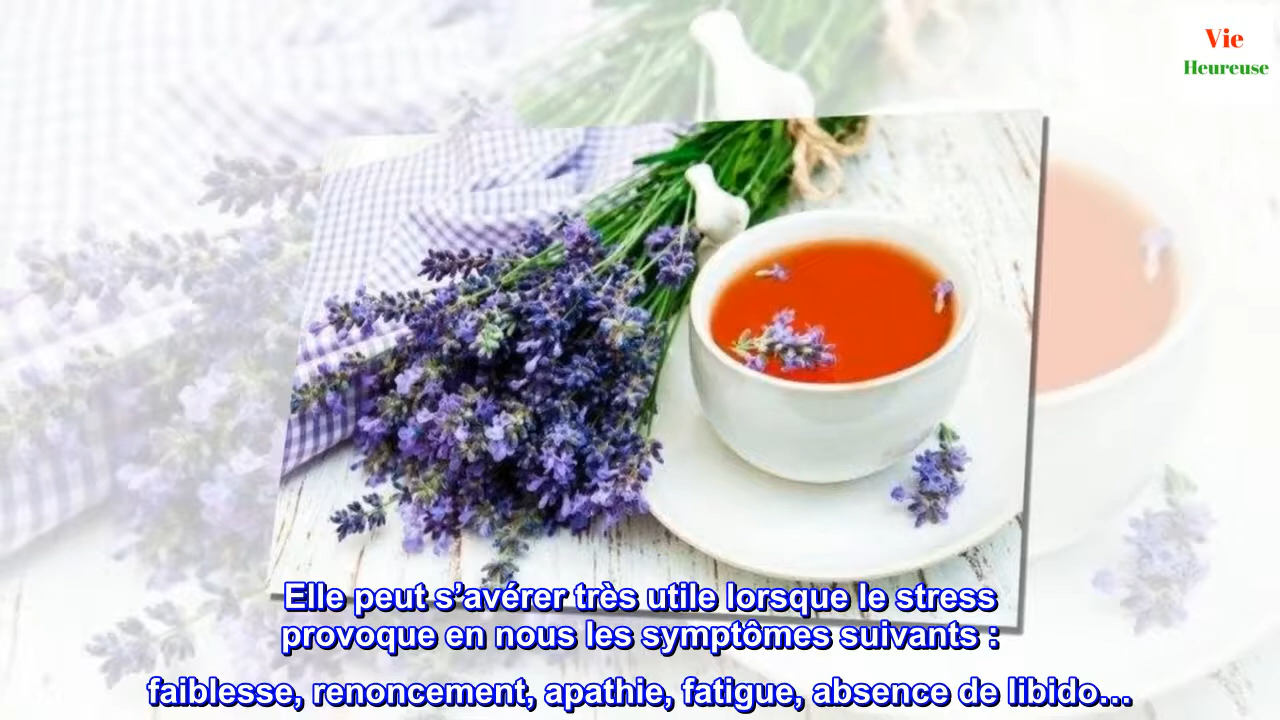 Vie
Heureuse
Elle peut s’avérer très utile lorsque le stress
provoque en nous les symptômes suivants :
faiblesse, renoncement, apathie, fatigue, absence de libido…